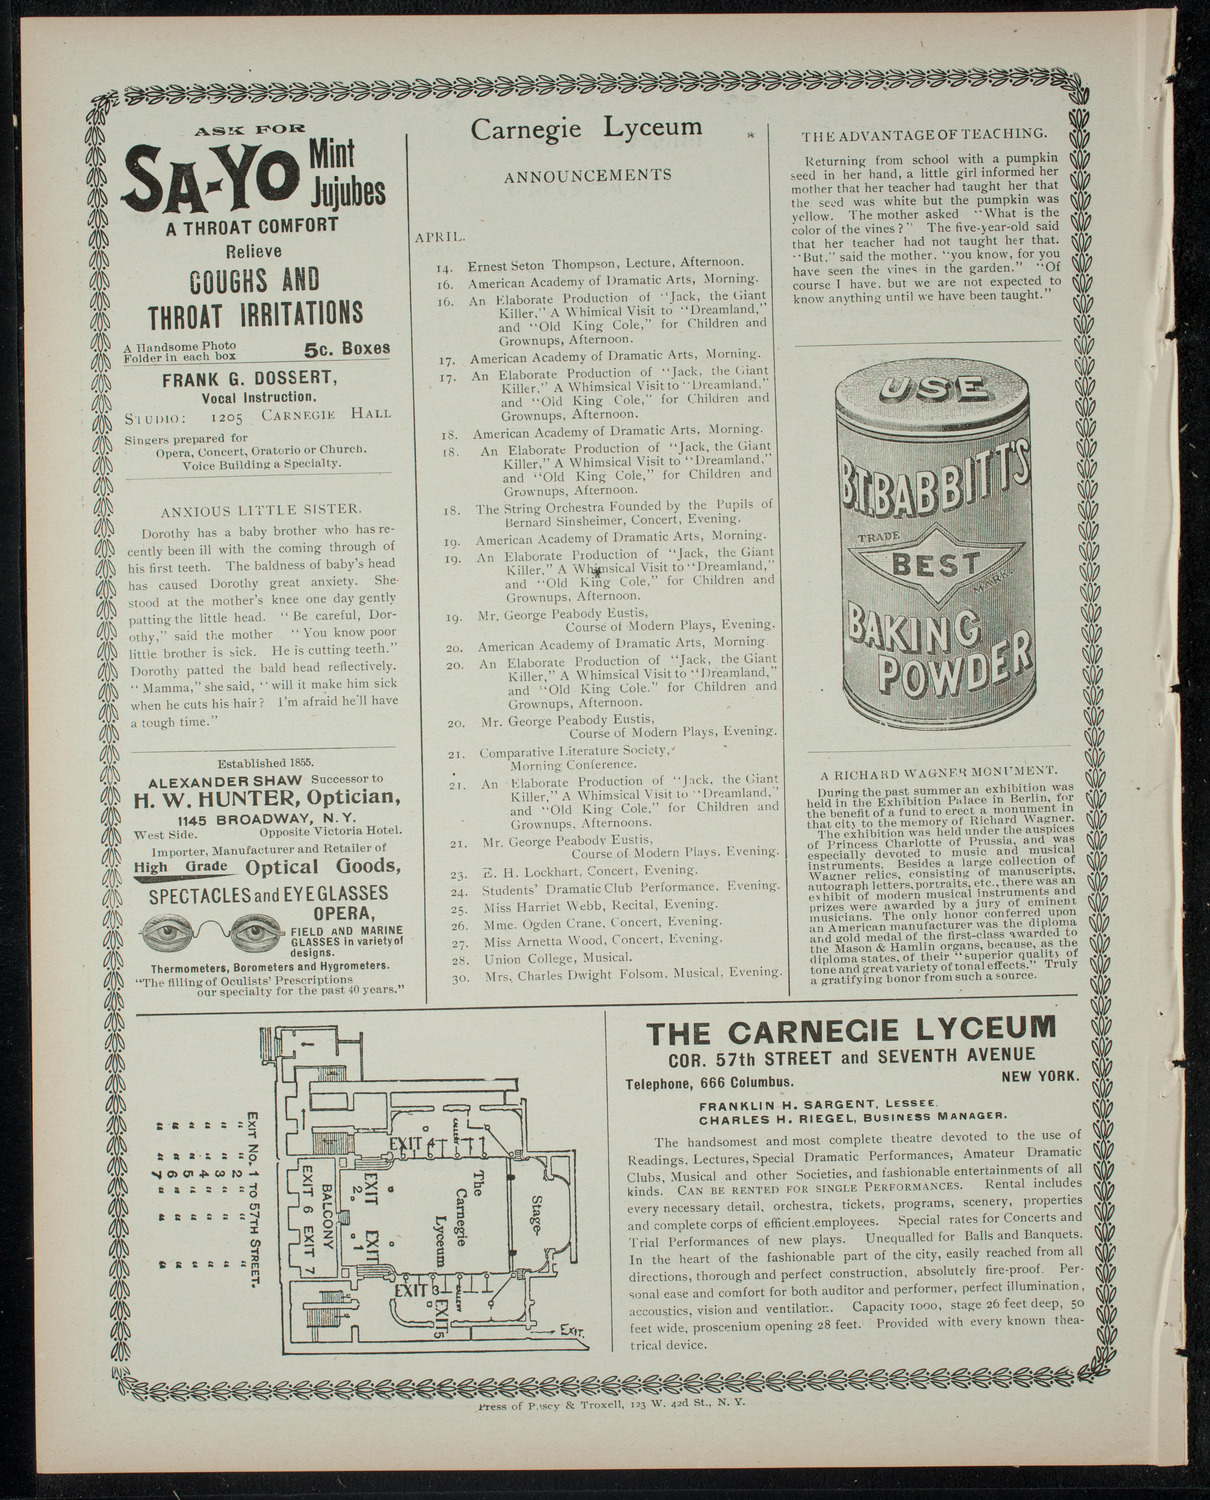 ASK FOR
SA-YO Mint
Jujubes
A THROAT COMFORT
Relieve
COUGHS AND
THROAT IRRITATIONS
A Handsome Photo
Folder in each box 5c. Boxes
FRANK G. DOSSERT,
Vocal Instruction.
STUDIO: 1205 CARNEGIE HALL
Singers prepared for
Opera, Concert, Oratorio or Church.
Voice Building a Specialty.
ANXIOUS LITTLE SISTER.
Dorothy has a baby brother who has re-
cently been ill with the coming through of
his first teeth. The baldness of baby's head
has caused Dorothy great anxiety. She
stood at the mother's knee one day gently
patting the little head. "Be careful, Dor-
othy," said the mother "You know poor
little brother is sick. He is cutting teeth."
Dorothy patted the bald head reflectively.
"Mamma," she said, "will it make him sick
when he cuts his hair? I'm afraid he'll have
a tough time."
Established 1855.
ALEXANDER SHAW Successor to
H. W. HUNTER, Optician,
1145 BROADWAY, N. Y.
West Side. Opposite Victoria Hotel.
Importer, Manufacturer and Retailer of
High Grade Optical Goods,
SPECTACLES and EYEGLASSES
OPERA,
FIELD AND MARINE
GLASSES in variety of
designs.
Thermometers, Borometers and Hygrometers.
"The filling of Oculists' Prescriptions
our specialty for the past 40 years."
Carnegie Lyceum
ANNOUNCEMENTS
APRIL.
14. Ernest Seton Thompson, Lecture, Afternoon.
16. American Academy of Dramatic Arts, Morning.
16. An Elaborate Production of "Jack, the Giant
Killer," A Whimical Visit to "Dreamland,"
and "Old King Cole," for Children and
Grownups, Afternoon.
17. American Academy of Dramatic Arts, Morning.
17. An Elaborate Production of "Jack, the Giant
Killer," A Whimsical Visit to "Dreamland,"
and "Old King Cole," for Children and
Grownups, Afternoon.
18. American Academy of Dramatic Arts, Morning.
18. An Elaborate Production of "Jack, the Giant
Killer," A Whimsical Visit to "Dreamland,"
and "Old King Cole," for Children and
Grownups, Afternoon.
18. The String Orchestra Founded by the Pupils of
Bernard Sinsheimer, Concert, Evening.
19. American Academy of Dramatic Arts, Morning.
19. An Elaborate Production of "Jack, the Giant
Killer," A Whimsical Visit to "Dreamland,"
and "Old King Cole," for Children and
Grownups, Afternoon.
19. Mr. George Peabody Eustis,
Course of Modern Plays, Evening.
20. American Academy of Dramatic Arts, Morning
20. An Elaborate Production of "Jack, the Giant
Killer," A Whimsical Visit to "Dreamland,"
and "Old King Cole." for Children and
Grownups, Afternoon.
20. Mr. George Peabody Eustis,
Course of Modern Plays, Evening.
21. Comparative Literature Society,
Morning Conference.
21. An Elaborate Production of "Jack, the Giant
Killer," A Whimsical Visit to "Dreamland,"
and "Old King Cole," for Children and
Grownups, Afternoons.
21. Mr. George Peabody Eustis,
Course of Modern Plays, Evening.
23. E. H. Lockhart, Concert, Evening.
24. Students' Dramatic Club Performance, Evening.
25. Miss Harriet Webb, Recital, Evening.
26. Mme. Ogden Crane, Concert, Evening.
27. Miss Arnetta Wood, Concert, Evening.
28. Union College, Musical.
30. Mrs, Charles Dwight Folsom, Musical, Evening.
THE ADVANTAGE OF TEACHING.
Returning from school with a pumpkin
seed in her hand, a little girl informed her
mother that her teacher had taught her that
the seed was white but the pumpkin was
yellow. The mother asked "What is the
color of the vines?" The five-year-old said
that her teacher had not taught her that.
"But," said the mother, "you know, for you
have seen the vines in the garden." "Of
course I have, but we are not expected to
know anything until we have been taught."
USE
B.T. BABBITT'S
TRADE
BEST
MARK
BAKING
POWDER
A RICHARD WAGNER MONUMENT.
During the past summer an exhibition was
held in the Exhibition Palace in Berlin, for
the benefit of a fund to erect a monument in
that city to the memory of Richard Wagner.
The exhibition was held under the auspices
of Princess Charlotte of Prussia, and was
especially devoted to music and musical
instruments. Besides a large collection of
Wagner relics, consisting of manuscripts,
autograph letters, portraits, etc., there was an
exhibit of modern musical instruments and
prizes were awarded by a jury of eminent
musicians. The only honor conferred upon
an American manufacturer was the diploma
and gold medal of the first-class awarded to
the Mason & Hamlin organs, because, as the
diploma states, of their "superior quality of
tone and great variety of tonal effects." Truly
a gratifying honor from such a source.
EXIT No. 1 TO 57TH STREET.
" " 2 " " "
" " 3 " " "
" " 4 " " "
" " 5 " " "
" " 6 " " "
" " 7 " " "
EXIT 4
GALLERY
BALCONY
EXIT 6 EXIT 7
EXIT 2
EXIT 1
The
Carnegie
Lyceum
Stage
EXIT 3
GALLERY
EXIT 5
EXIT.
THE CARNEGIE LYCEUM
COR. 57th STREET and SEVENTH AVENUE
Telephone, 666 Columbus. NEW YORK.
FRANKLIN H. SARGENT, LESSEE.
CHARLES H. RIEGEL, BUSINESS MANAGER.
The handsomest and most complete theatre devoted to the use of
Readings, Lectures, Special Dramatic Performances, Amateur Dramatic
Clubs, Musical and other Societies, and fashionable entertainments of all
kinds. CAN BE RENTED FOR SINGLE PERFORMANCES. Rental includes
every necessary detail, orchestra, tickets, programs, scenery, properties
and complete corps of efficient employees. Special rates for Concerts and
Trial Performances of new plays. Unequalled for Balls and Banquets.
In the heart of the fashionable part of the city, easily reached from all
directions, thorough and perfect construction, absolutely fire-proof. Per-
sonal ease and comfort for both auditor and performer, perfect illumination,
accoustics, vision and ventilation. Capacity 1000, stage 26 feet deep, 50
feet wide, proscenium opening 28 feet. Provided with every known thea-
trical device.
Press of Pusey & Troxell, 123 W. 42d St., N. Y.